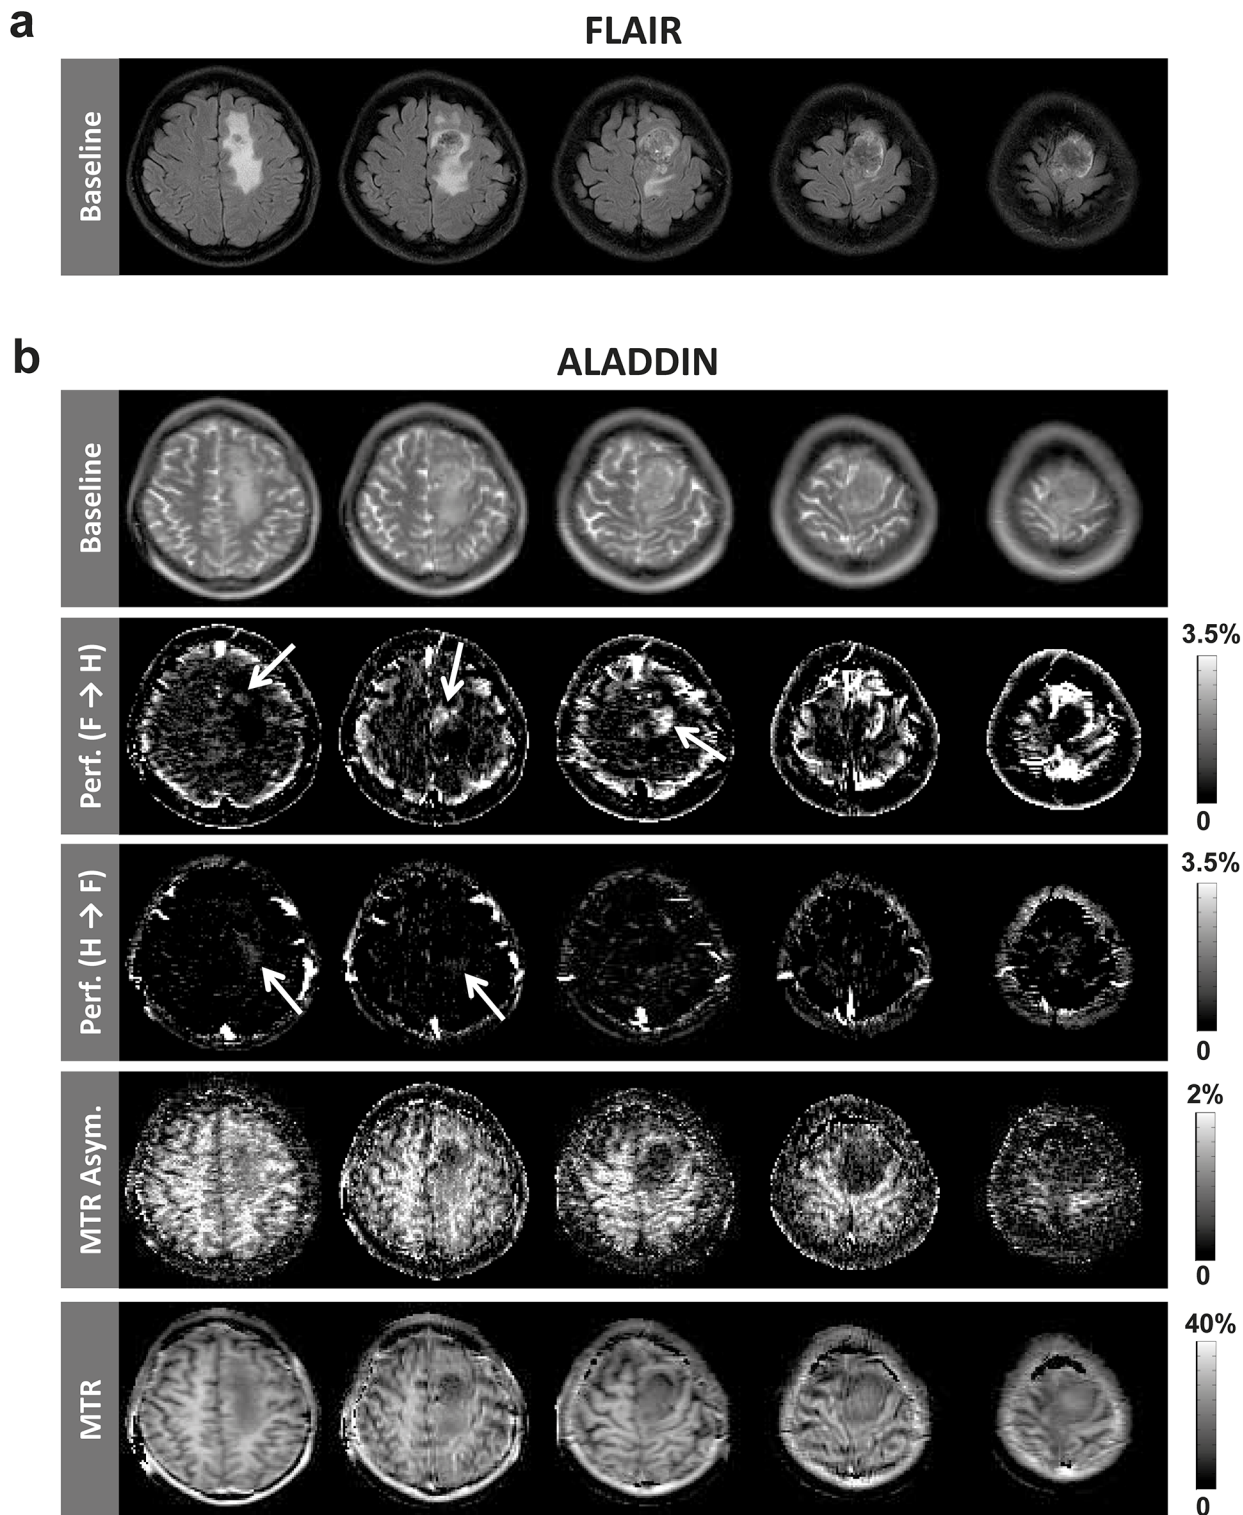 a
FLAIR
Baseline
b
ALADDIN
Baseline
Perf. (F → H)
3.5%
0
Perf. (H → F)
3.5%
0
MTR Asym.
2%
0
MTR
40%
0